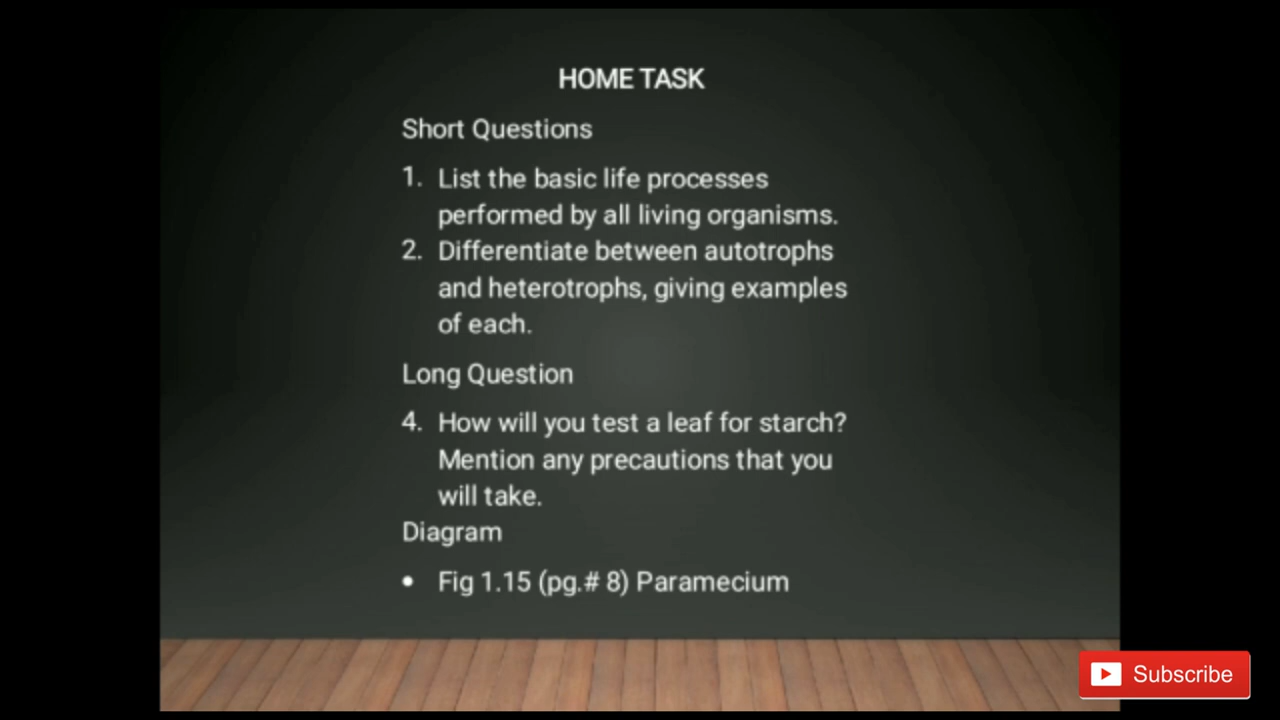 HOME TASK
Short Questions
1. List the basic life processes
performed by all living organisms.
2. Differentiate between autotrophs
and heterotrophs, giving examples
of each.
Long Question
4. How will you test a leaf for starch?
Mention any precautions that you
will take.
Diagram
• Fig 1.15 (pg.# 8) Paramecium
Subscribe